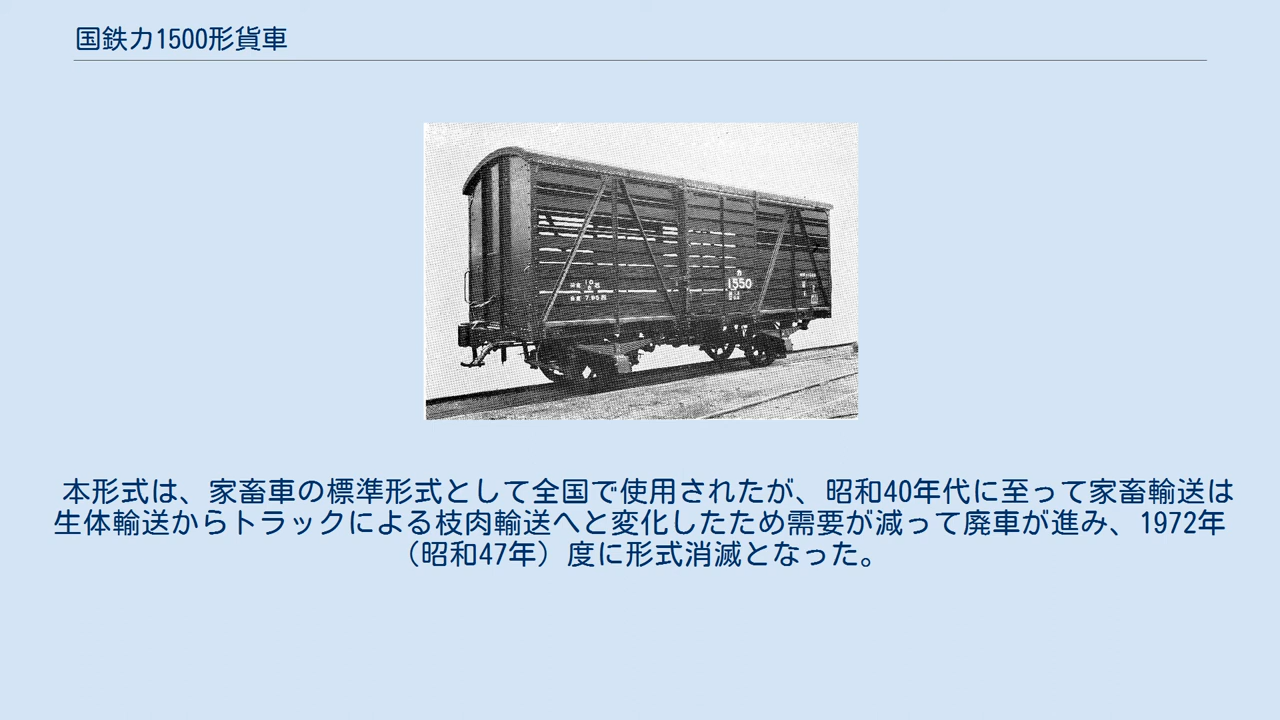 国鉄カ1500形貨車
1550
本形式は、家畜車の標準形式として全国で使用されたが、昭和40年代に至って家畜輸送は
生体輸送からトラックによる枝肉輸送へと変化したため需要が減って廃車が進み、1972年
（昭和47年）度に形式消滅となった。